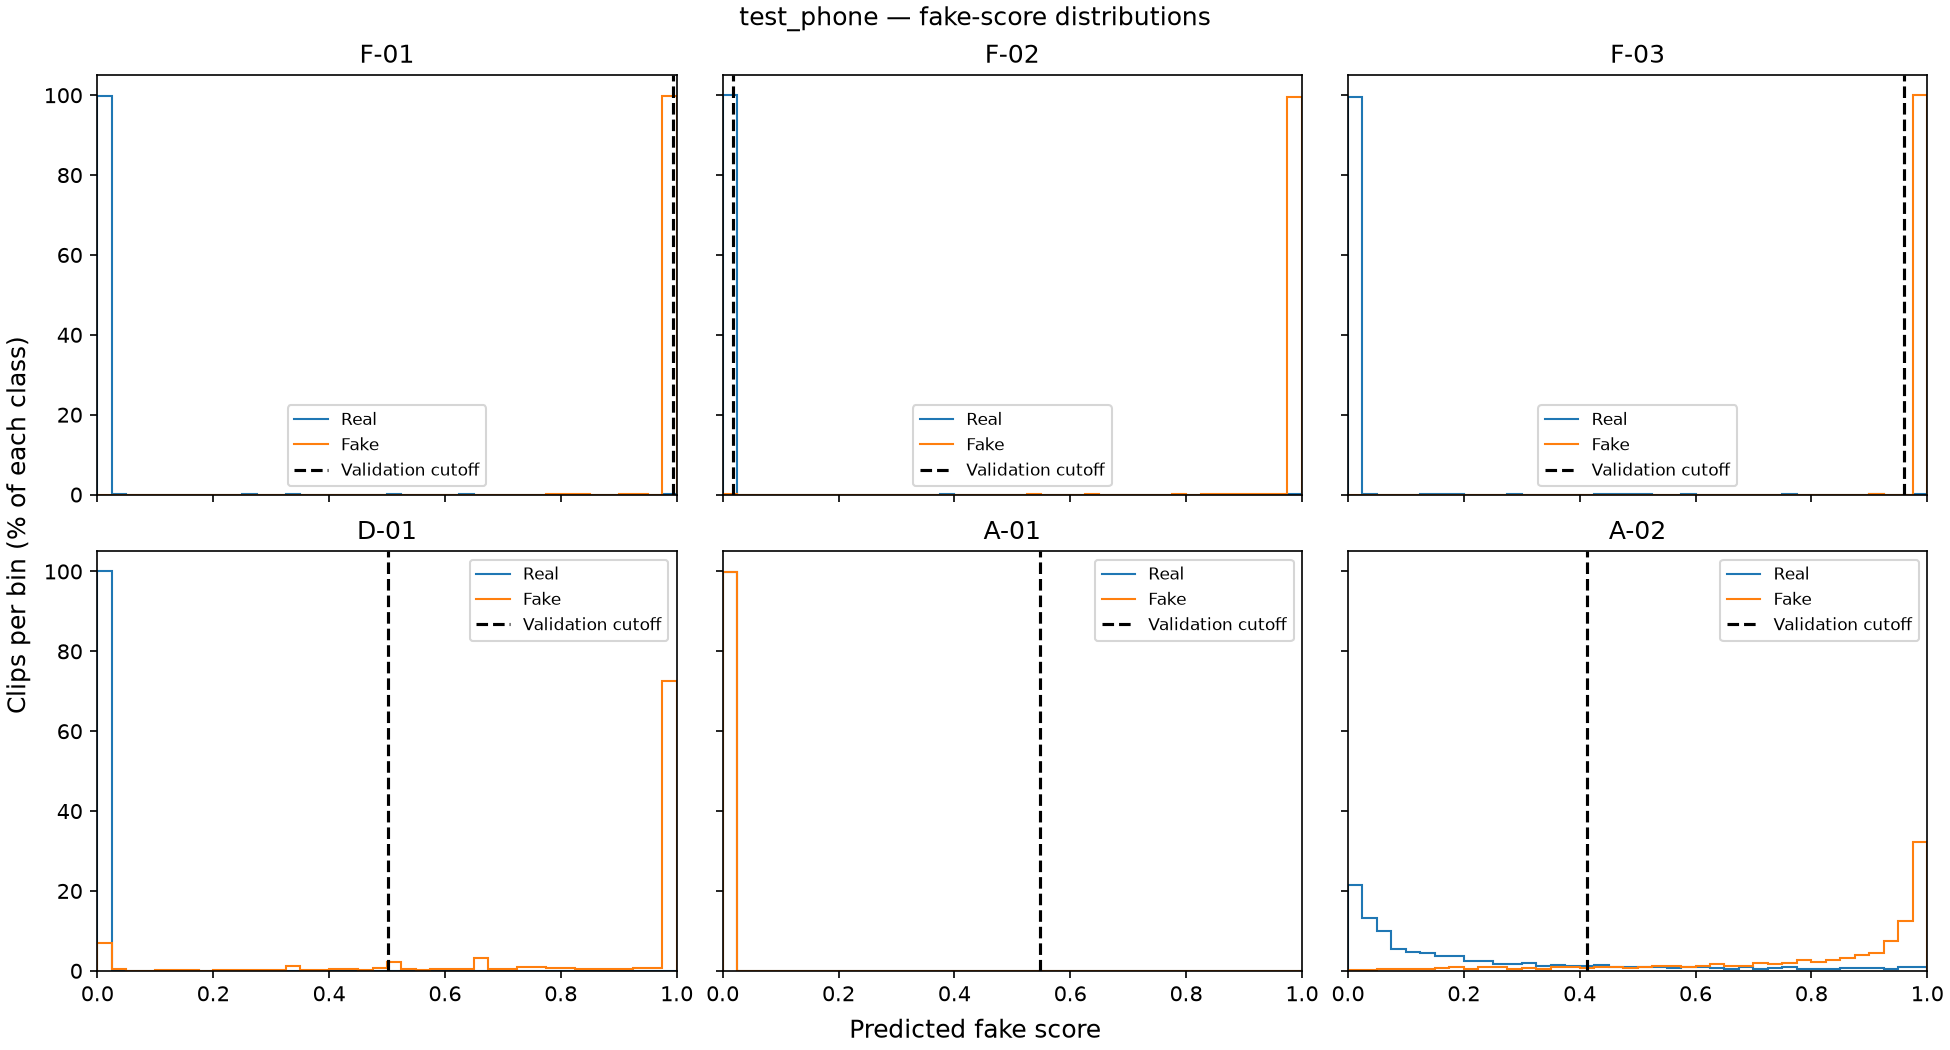 test_phone — fake-score distributions
F-01
F-02
F-03
100
80
60
40
20
0
Real
Fake
Validation cutoff
Real
Fake
Validation cutoff
Real
Fake
Validation cutoff
Clips per bin (% of each class)
D-01
A-01
A-02
100
80
60
40
20
0
Real
Fake
Validation cutoff
Real
Fake
Validation cutoff
Real
Fake
Validation cutoff
0.0 0.2 0.4 0.6 0.8 1.0
0.0 0.2 0.4 0.6 0.8 1.0
0.0 0.2 0.4 0.6 0.8 1.0
Predicted fake score